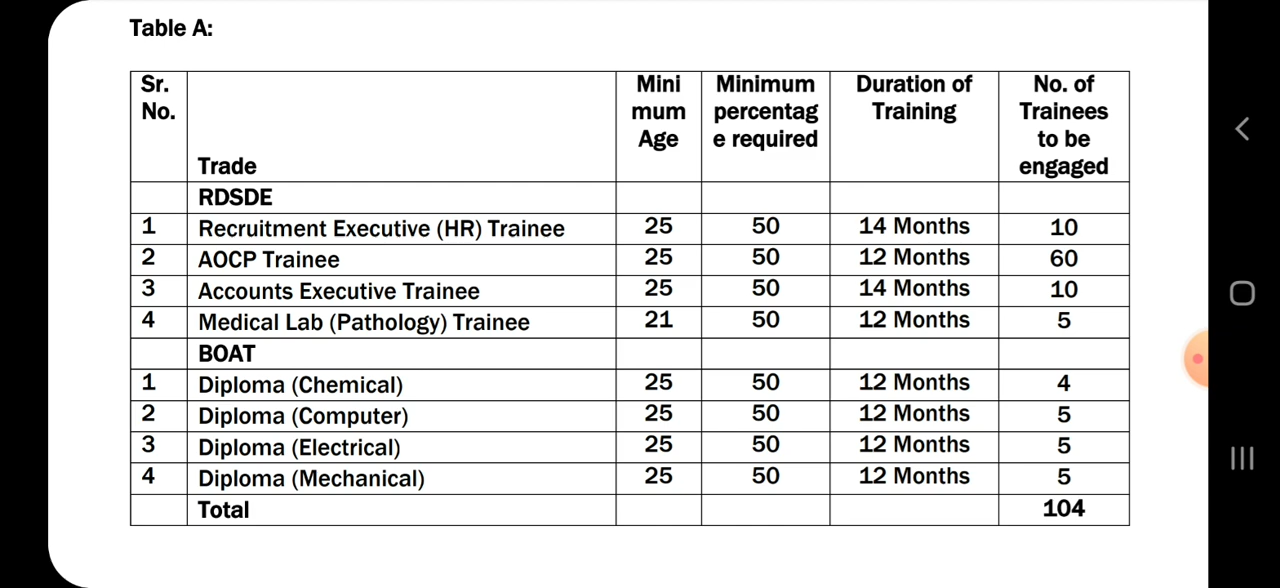 Table A:
Sr. No. Trade Mini mum Age Minimum percentag e required Duration of Training No. of Trainees to be engaged
RDSDE
1 Recruitment Executive (HR) Trainee 25 50 14 Months 10
2 AOCP Trainee 25 50 12 Months 60
3 Accounts Executive Trainee 25 50 14 Months 10
4 Medical Lab (Pathology) Trainee 21 50 12 Months 5
BOAT
1 Diploma (Chemical) 25 50 12 Months 4
2 Diploma (Computer) 25 50 12 Months 5
3 Diploma (Electrical) 25 50 12 Months 5
4 Diploma (Mechanical) 25 50 12 Months 5
Total 104